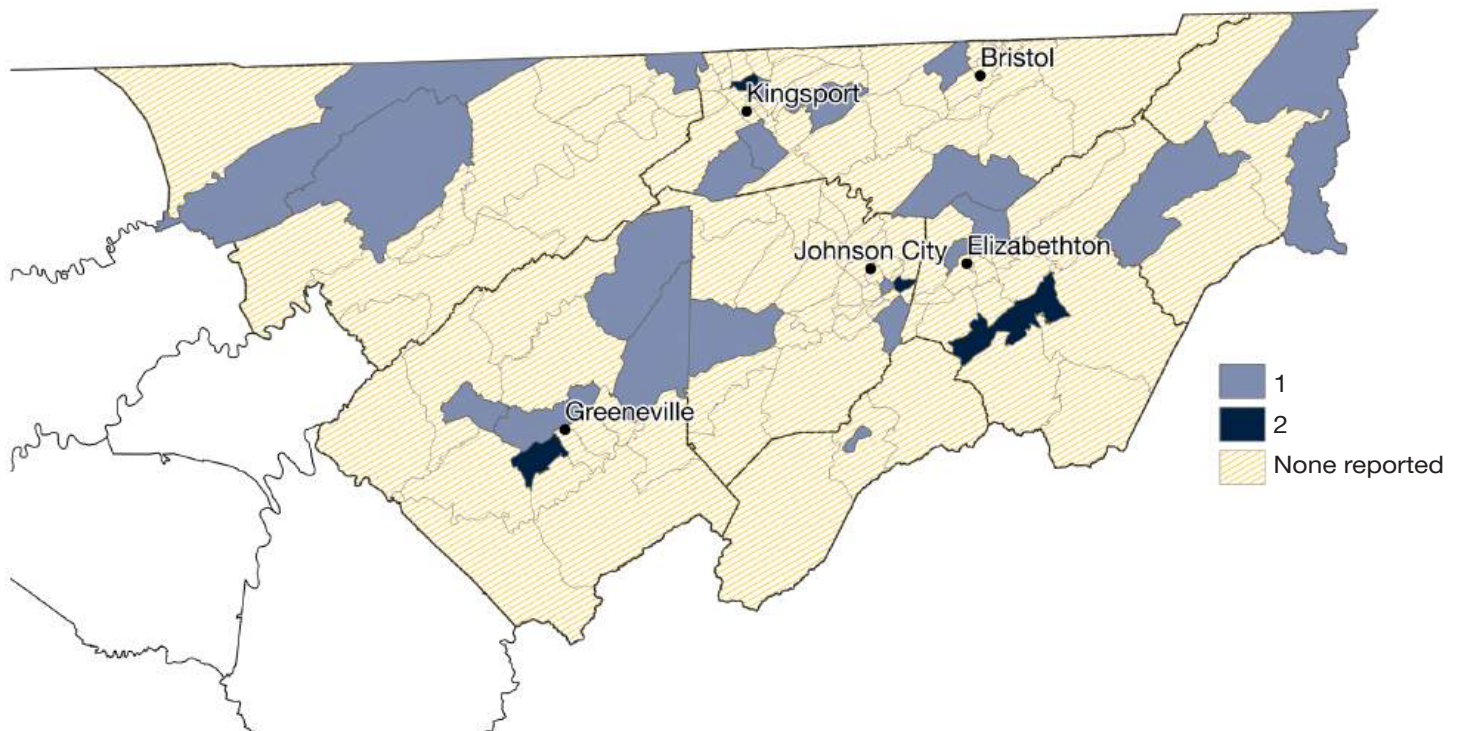 Bristol
Kingsport
Johnson City
Elizabethton
Greeneville
1
2
None reported